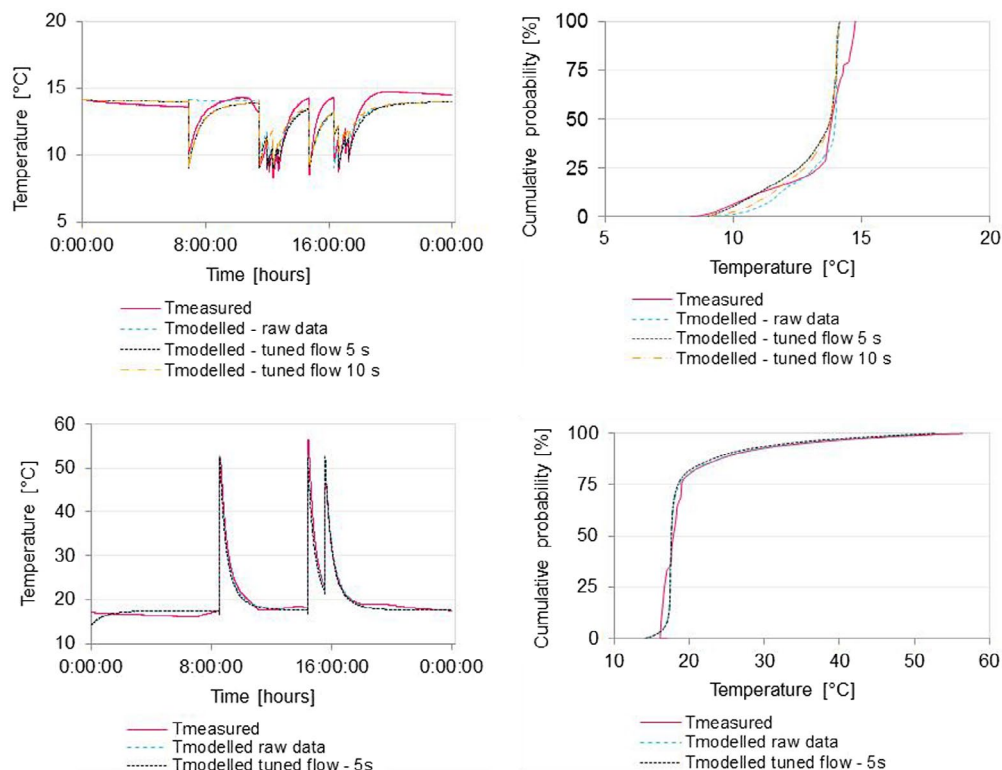 20
15
10
5
Temperature [°C]
0:00:00
8:00:00
16:00:00
0:00:00
Time [hours]
Tmeasured
Tmodelled - raw data
Tmodelled - tuned flow 5 s
Tmodelled - tuned flow 10 s
100
75
50
25
0
Cumulative probability [%]
5
10
15
20
Temperature [°C]
Tmeasured
Tmodelled - raw data
Tmodelled - tuned flow 5 s
Tmodelled - tuned flow 10 s
60
50
40
30
20
10
Temperature [°C]
0:00:00
8:00:00
16:00:00
0:00:00
Time [hours]
Tmeasured
Tmodelled raw data
Tmodelled tuned flow - 5s
100
75
50
25
0
Cumulative probability [%]
10
20
30
40
50
60
Temperature [°C]
Tmeasured
Tmodelled raw data
Tmodelled tuned flow - 5s